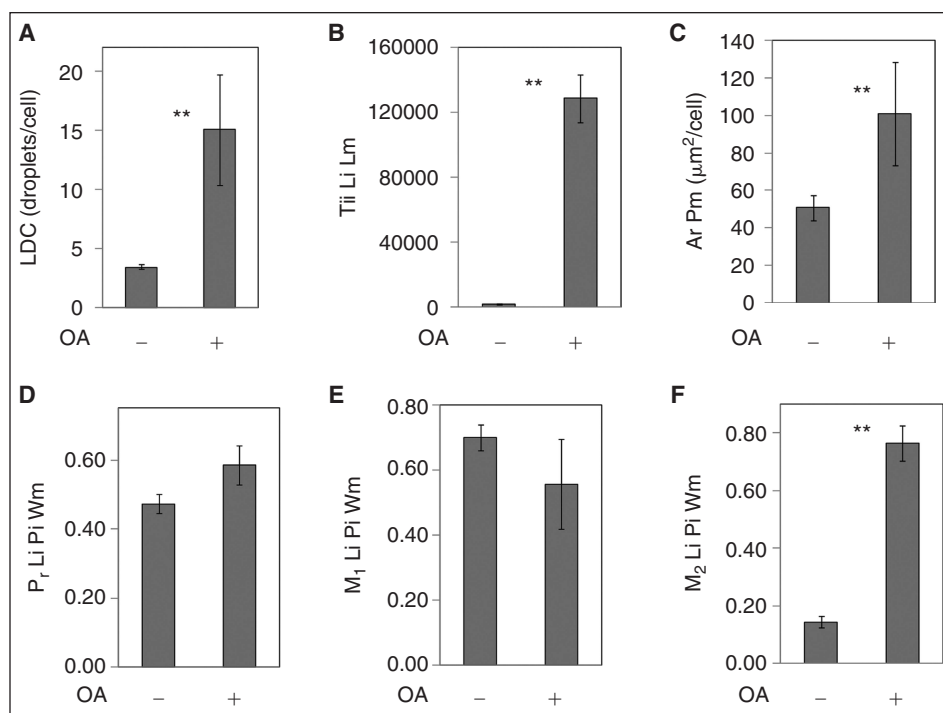 A
LDC (droplets/cell)
20
15
10
5
0
**
OA
−
+
B
Tii Li Lm
160000
120000
80000
40000
0
**
OA
−
+
C
Ar Pm (μm²/cell)
140
120
100
80
60
40
20
0
**
OA
−
+
D
Pr Li Pi Wm
0.60
0.40
0.20
0.00
OA
−
+
E
M₁ Li Pi Wm
0.80
0.60
0.40
0.20
0.00
OA
−
+
F
M₂ Li Pi Wm
0.80
0.60
0.40
0.20
0.00
**
OA
−
+